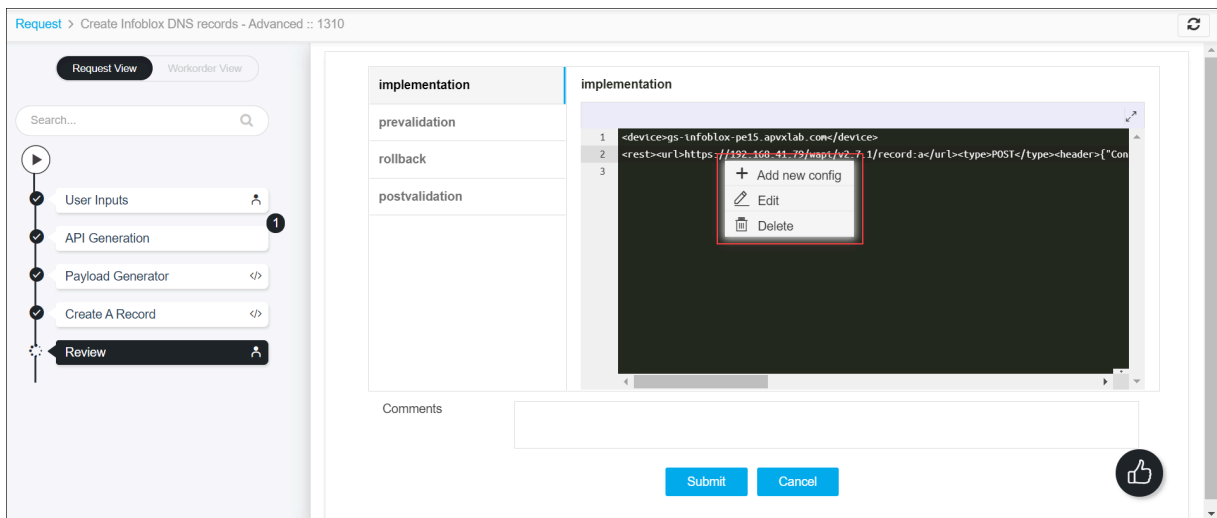 Request > Create Infoblox DNS records - Advanced :: 1310
Request View Workorder View
Search...
User Inputs
1
API Generation
Payload Generator </>
Create A Record </>
Review
implementation
prevalidation
rollback
postvalidation
implementation
1 <device>gs-infoblox-pe15.apvxlab.com</device>
2 <rest><url>https://192.168.41.79/wapi/v2.7.1/record:a</url><type>POST</type><header>{"Con
3
Add new config
Edit
Delete
Comments
Submit Cancel